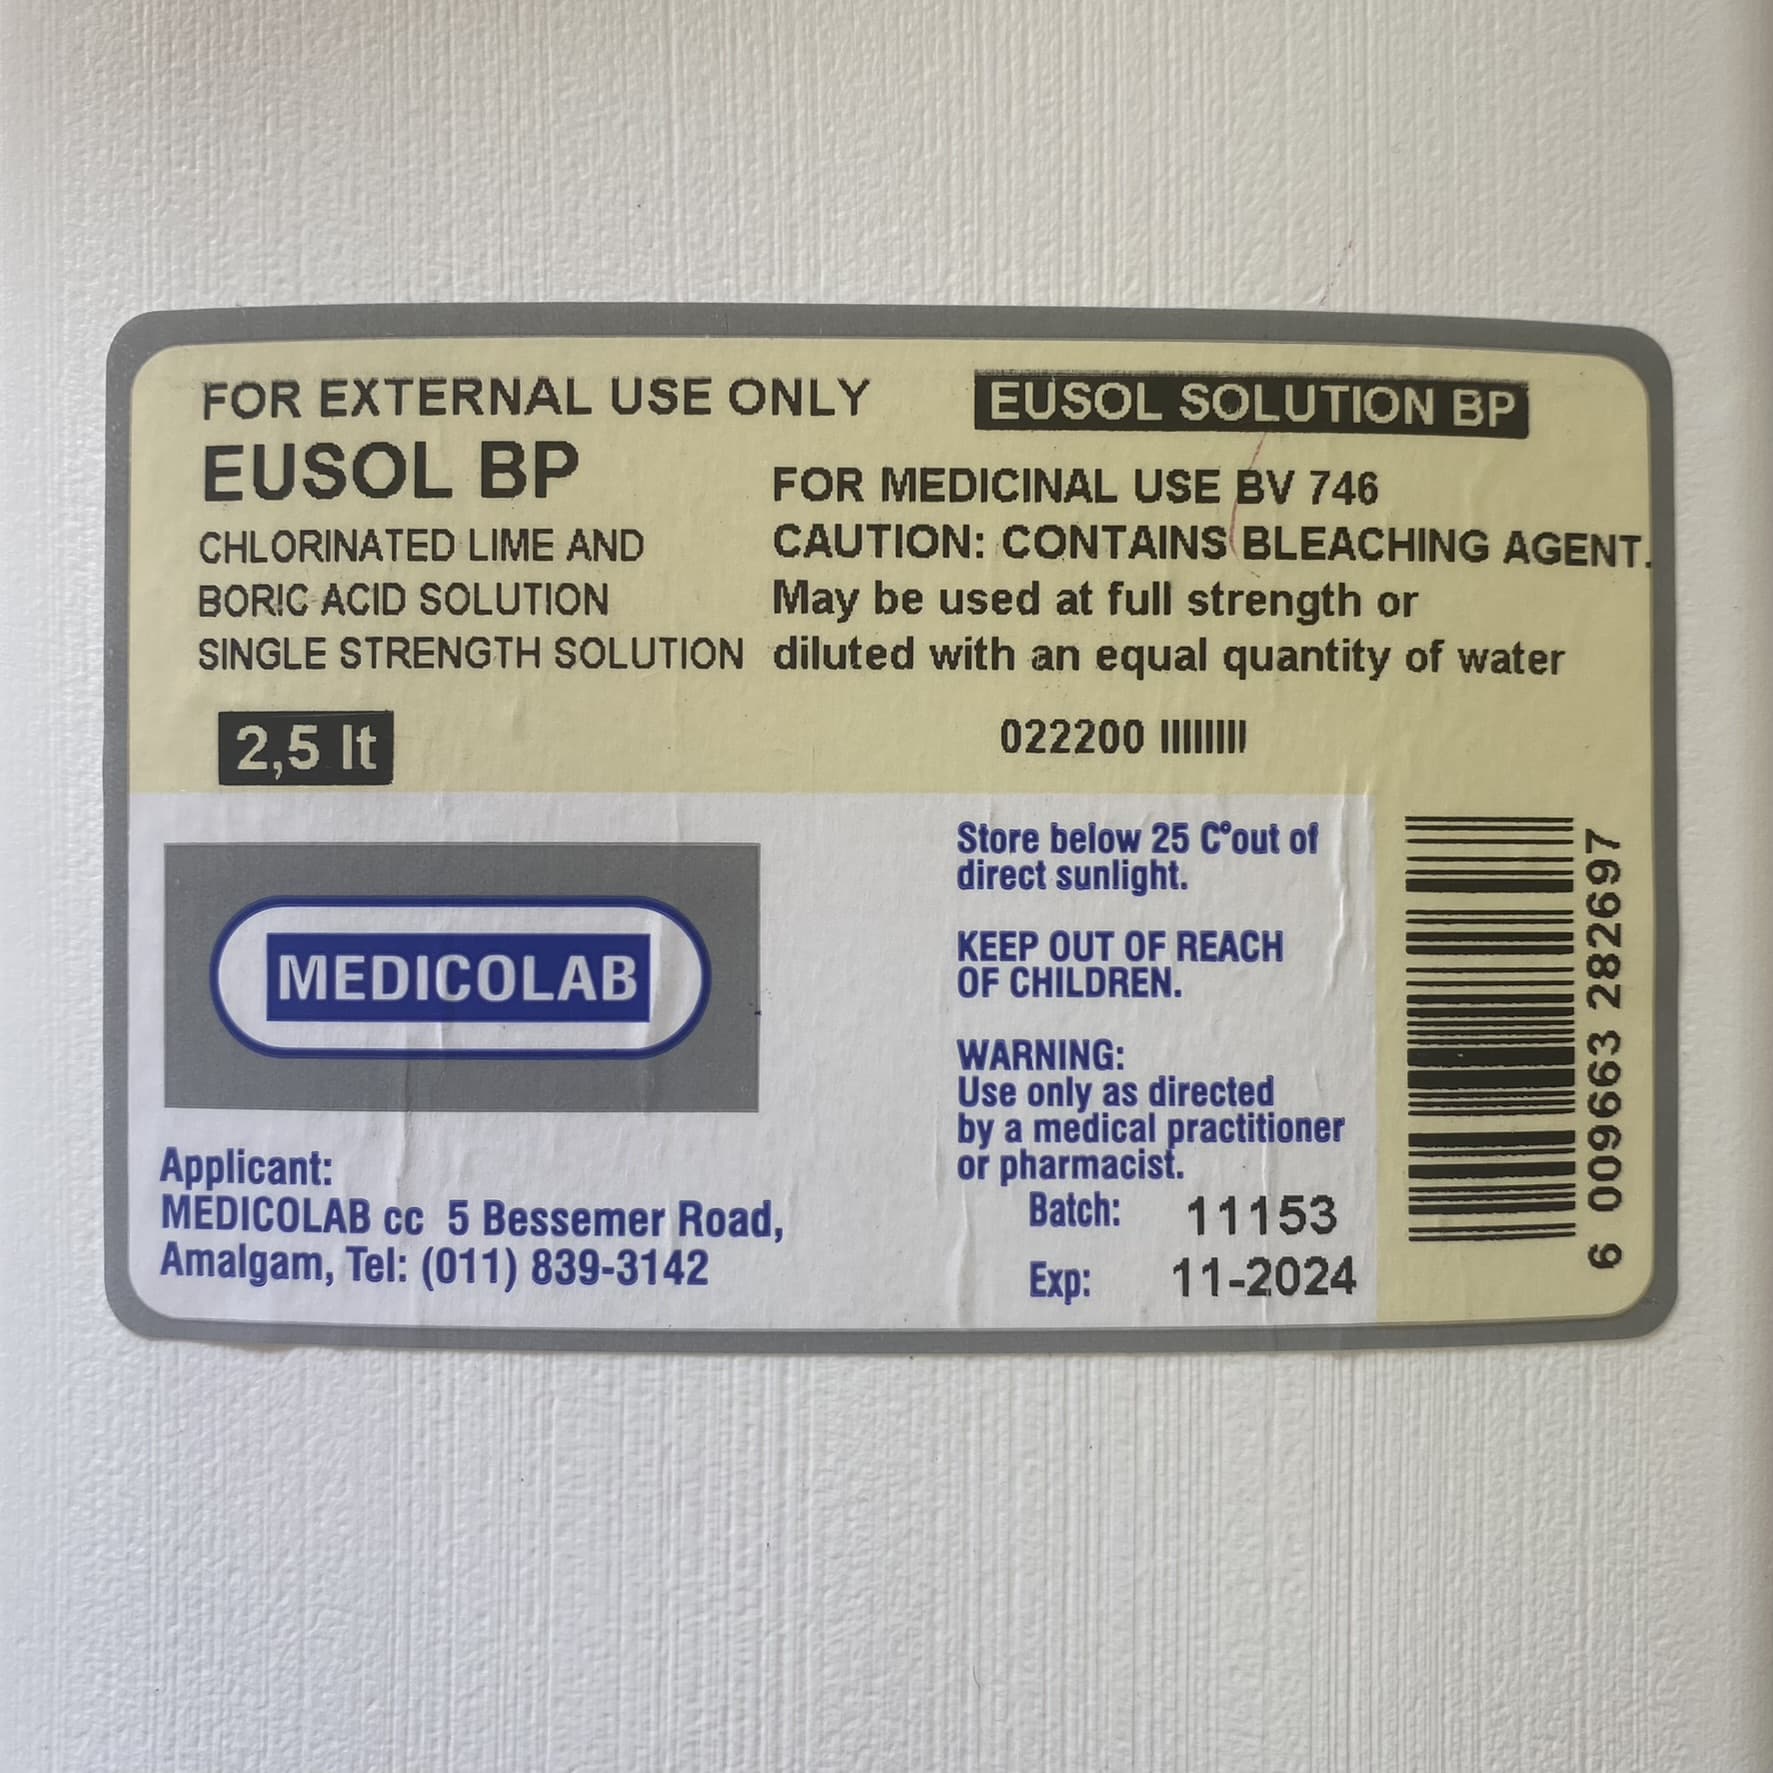 FOR EXTERNAL USE ONLY
EUSOL BP
CHLORINATED LIME AND
BORIC ACID SOLUTION
SINGLE STRENGTH SOLUTION
2,5 lt
EUSOL SOLUTION BP
FOR MEDICINAL USE BV 746
CAUTION: CONTAINS BLEACHING AGENT.
May be used at full strength or
diluted with an equal quantity of water
022200 IIIIIIII
MEDICOLAB
Applicant:
MEDICOLAB cc 5 Bessemer Road,
Amalgam, Tel: (011) 839-3142
Store below 25 C°out of
direct sunlight.
KEEP OUT OF REACH
OF CHILDREN.
WARNING:
Use only as directed
by a medical practitioner
or pharmacist.
Batch: 11153
Exp: 11-2024
6 009663 282697